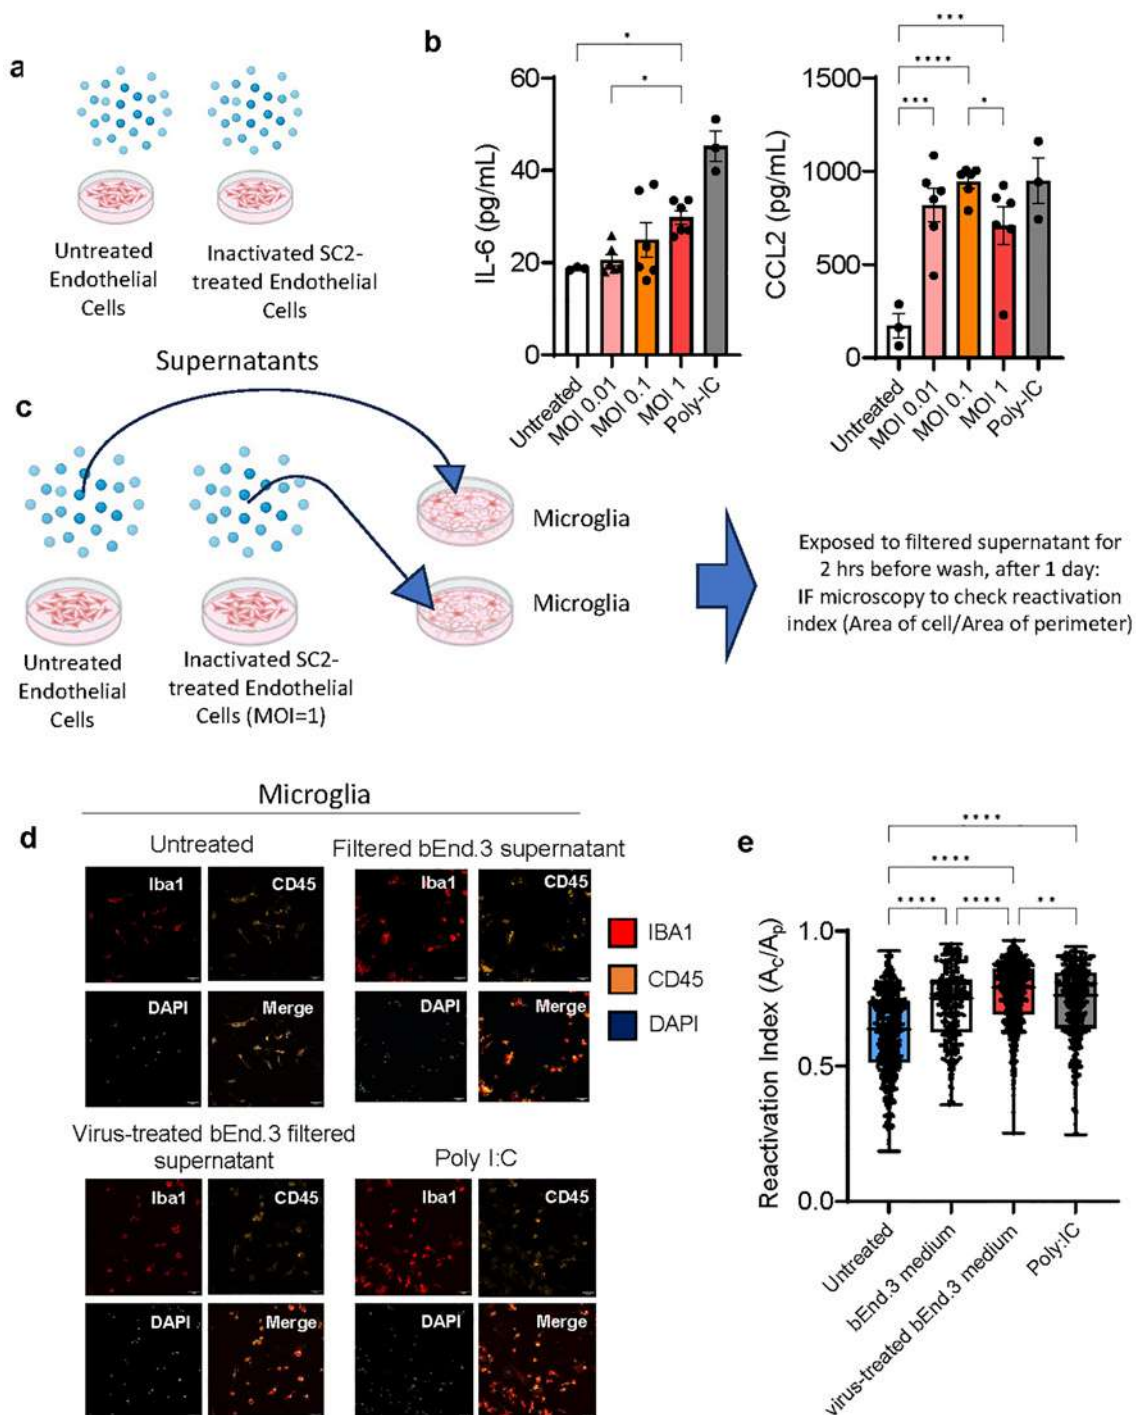 a
Untreated
Endothelial
Cells
Inactivated SC2-
treated Endothelial
Cells
b
*
*
IL-6 (pg/mL)
60
40
20
0
Untreated
MOI 0.01
MOI 0.1
MOI 1
Poly-IC
***
****
***
*
CCL2 (pg/mL)
1500
1000
500
0
Untreated
MOI 0.01
MOI 0.1
MOI 1
Poly-IC
Supernatants
c
Untreated
Endothelial
Cells
Inactivated SC2-
treated Endothelial
Cells (MOI=1)
Microglia
Microglia
Exposed to filtered supernatant for
2 hrs before wash, after 1 day:
IF microscopy to check reactivation
index (Area of cell/Area of perimeter)
Microglia
d
Untreated
Iba1
CD45
DAPI
Merge
Filtered bEnd.3 supernatant
Iba1
CD45
DAPI
Merge
IBA1
CD45
DAPI
Virus-treated bEnd.3 filtered
supernatant
Iba1
CD45
DAPI
Merge
Poly I:C
Iba1
CD45
DAPI
Merge
e
****
****
****
****
**
Reactivation Index (Ac/Ap)
1.0
0.5
0.0
Untreated
bEnd.3 medium
virus-treated bEnd.3 medium
Poly:IC